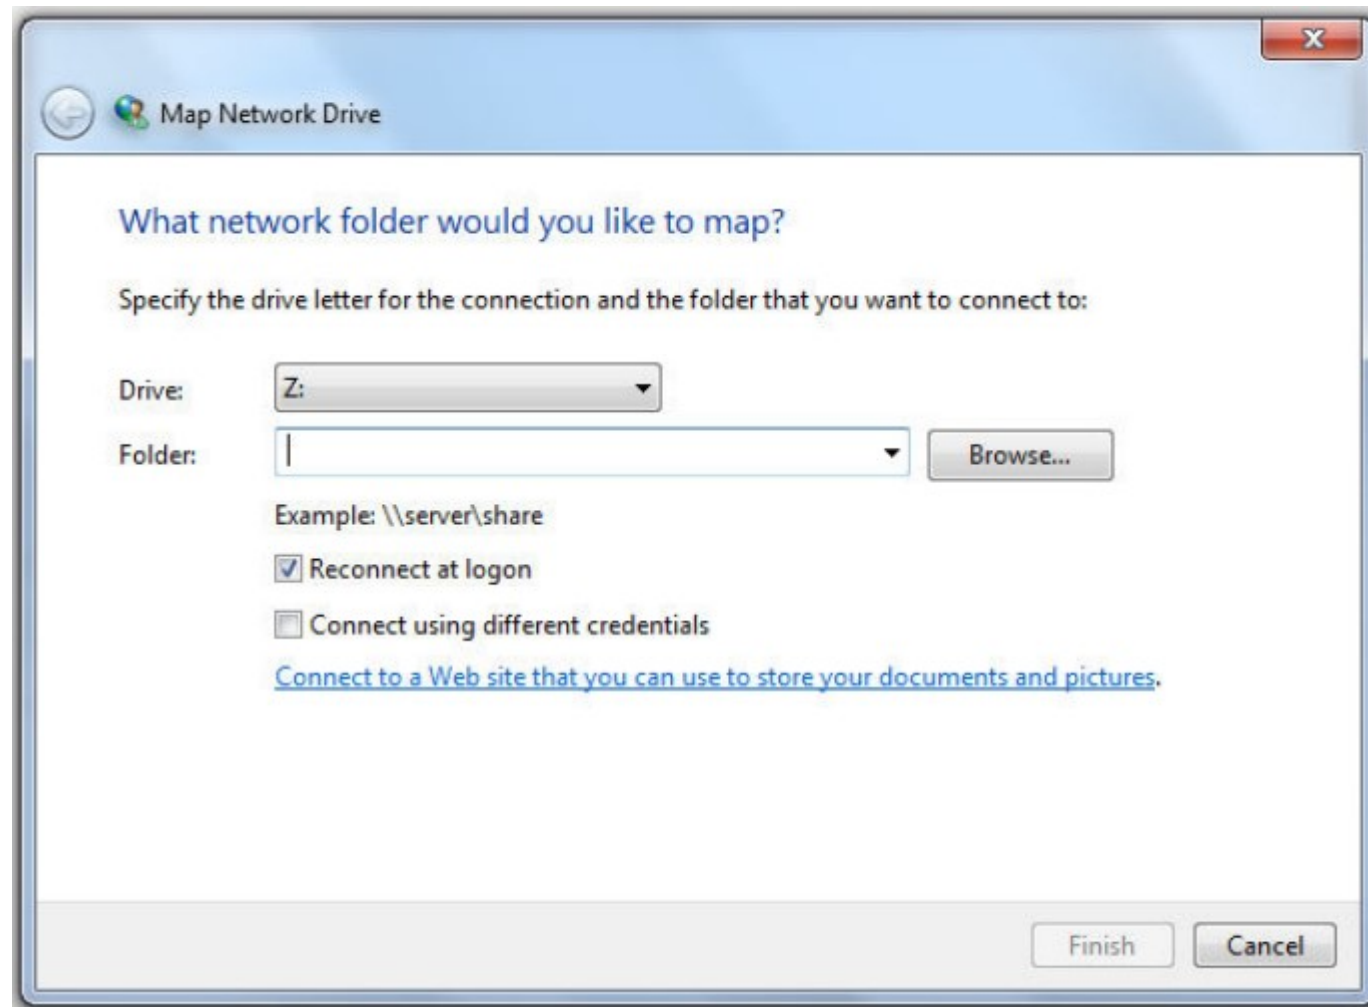 Map Network Drive
What network folder would you like to map?
Specify the drive letter for the connection and the folder that you want to connect to:
Drive: Z:
Folder: Browse...
Example: \\server\share
Reconnect at logon
Connect using different credentials
Connect to a Web site that you can use to store your documents and pictures.
Finish Cancel